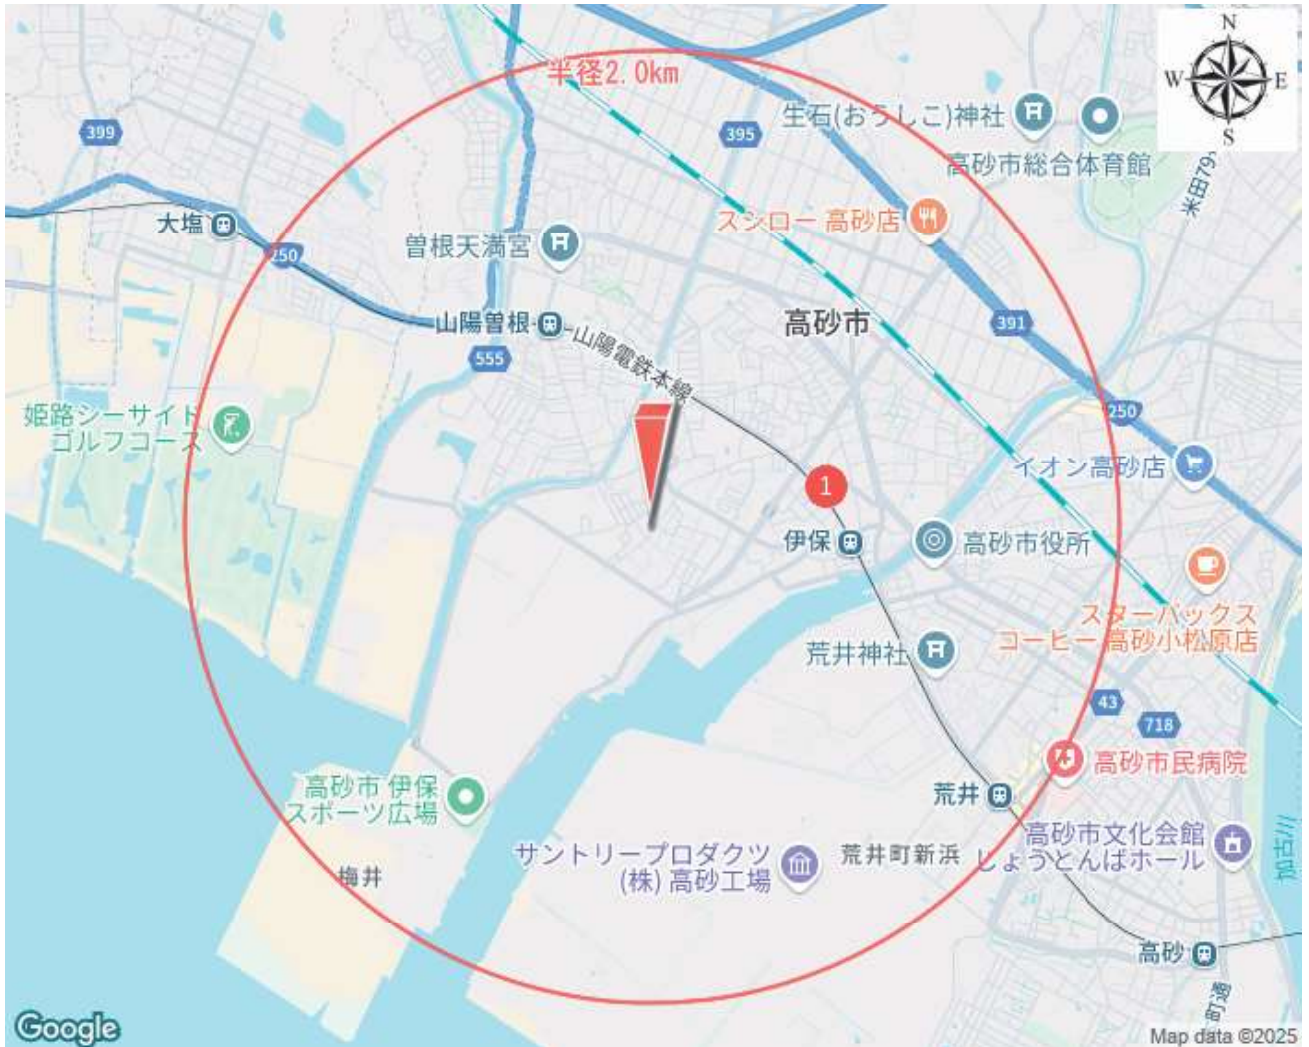 N
W
E
S
半径2.0km
399
395
生石(おうしこ)神社
高砂市総合体育館
米田79
大塩
250
スシロー 高砂店
曽根天満宮
山陽曽根
山陽電鉄本線
高砂市
391
555
姫路シーサイド
ゴルフコース
250
イオン高砂店
1
伊保
高砂市役所
スターバックス
コーヒー 高砂小松原店
荒井神社
43
718
高砂市民病院
高砂市 伊保
スポーツ広場
荒井
サントリープロダクツ
(株) 高砂工場
荒井町新浜
高砂市文化会館
じょうとんばホール
加古川
梅井
高砂
町通
Google
Map data ©2025